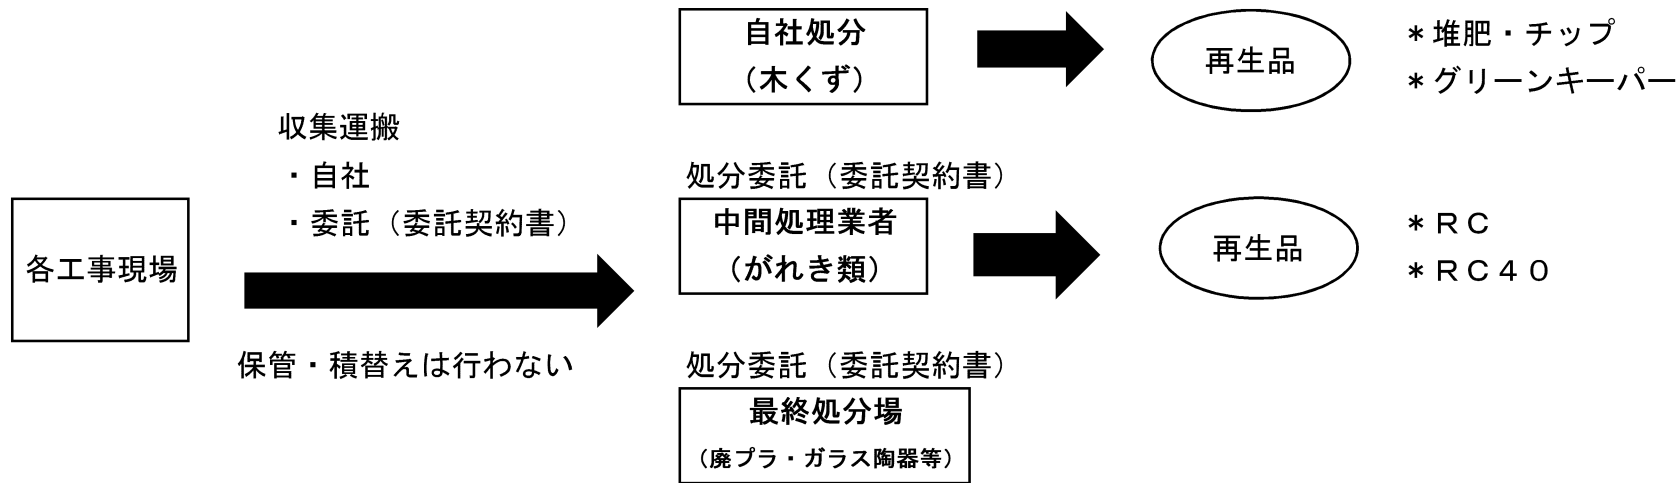 各工事現場
収集運搬
・自社
・委託（委託契約書）
保管・積替えは行わない
自社処分
（木くず）
再生品
＊堆肥・チップ
＊グリーンキーパー
処分委託（委託契約書）
中間処理業者
（がれき類）
再生品
＊ＲＣ
＊ＲＣ４０
処分委託（委託契約書）
最終処分場
（廃プラ・ガラス陶器等）